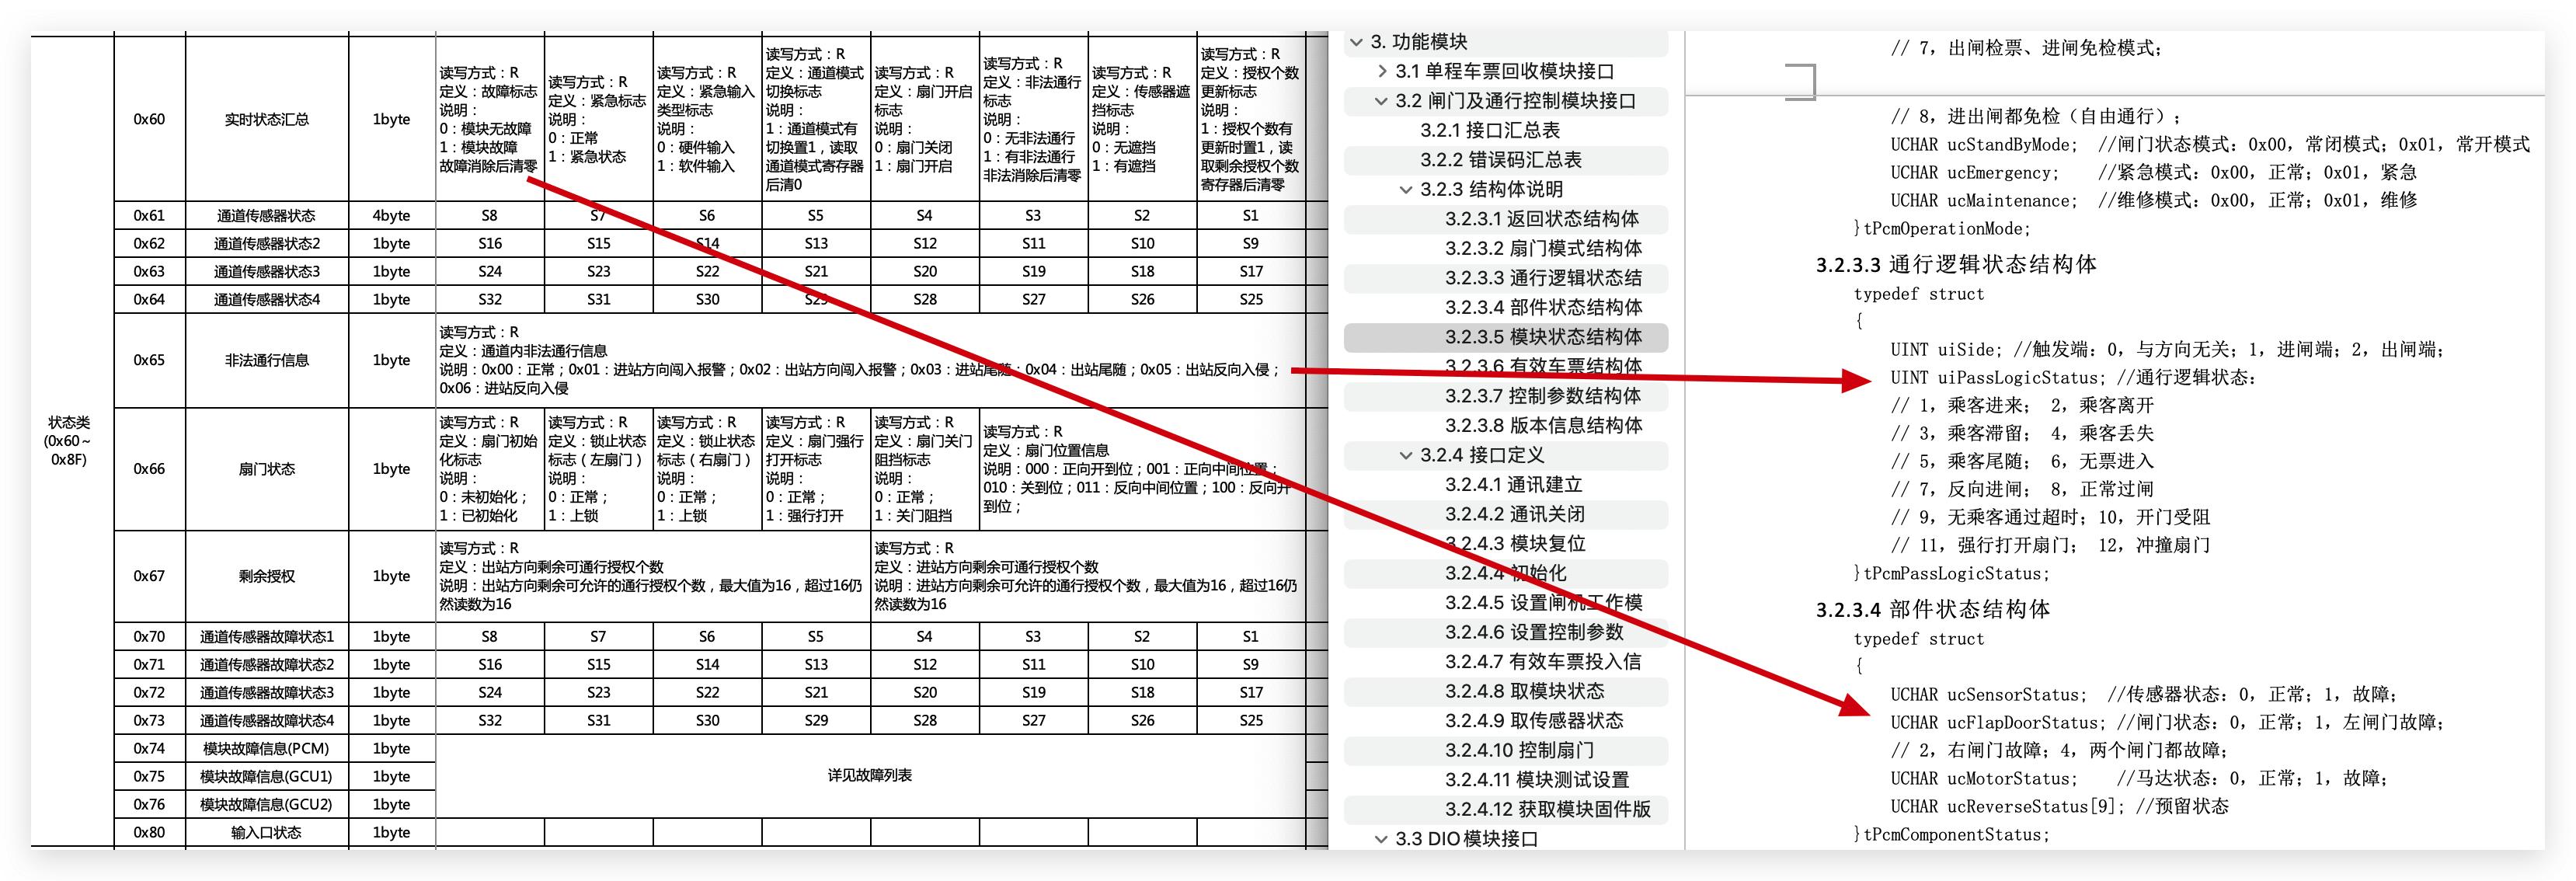 状态类
(0x60～
0x8F)
0x60
实时状态汇总
1byte
读写方式：R
定义：故障标志
说明：
0：模块无故障
1：模块故障
故障消除后清零
读写方式：R
定义：紧急标志
说明：
0：正常
1：紧急状态
读写方式：R
定义：紧急输入
类型标志
说明：
0：硬件输入
1：软件输入
读写方式：R
定义：通道模式
切换标志
说明：
1：通道模式有
切换置1，读取
通道模式寄存器
后清0
读写方式：R
定义：扇门开启
标志
说明：
0：扇门关闭
1：扇门开启
读写方式：R
定义：非法通行
标志
说明：
0：无非法通行
1：有非法通行
非法消除后清零
读写方式：R
定义：传感器遮
挡标志
说明：
0：无遮挡
1：有遮挡
读写方式：R
定义：授权个数
更新标志
说明：
1：授权个数有
更新时置1，读
取剩余授权个数
寄存器后清零
0x61 通道传感器状态 4byte S8 S7 S6 S5 S4 S3 S2 S1
0x62 通道传感器状态2 1byte S16 S15 S14 S13 S12 S11 S10 S9
0x63 通道传感器状态3 1byte S24 S23 S22 S21 S20 S19 S18 S17
0x64 通道传感器状态4 1byte S32 S31 S30 S29 S28 S27 S26 S25
0x65
非法通行信息
1byte
读写方式：R
定义：通道内非法通行信息
说明：0x00：正常；0x01：进站方向闯入报警；0x02：出站方向闯入报警；0x03：进站尾随；0x04：出站尾随；0x05：出站反向入侵；
0x06：进站反向入侵
0x66
扇门状态
1byte
读写方式：R
定义：扇门初始
化标志
说明：
0：未初始化；
1：已初始化
读写方式：R
定义：锁止状态
标志（左扇门）
说明：
0：正常；
1：上锁
读写方式：R
定义：锁止状态
标志（右扇门）
说明：
0：正常；
1：上锁
读写方式：R
定义：扇门强行
打开标志
说明：
0：正常；
1：强行打开
读写方式：R
定义：扇门关门
阻挡标志
说明：
0：正常；
1：关门阻挡
读写方式：R
定义：扇门位置信息
说明：000：正向开到位；001：正向中间位置；
010：关到位；011：反向中间位置；100：反向开
到位；
0x67
剩余授权
1byte
读写方式：R
定义：出站方向剩余可通行授权个数
说明：出站方向剩余可允许的通行授权个数，最大值为16，超过16仍
然读数为16
读写方式：R
定义：进站方向剩余可通行授权个数
说明：进站方向剩余可允许的通行授权个数，最大值为16，超过16仍
然读数为16
0x70 通道传感器故障状态1 1byte S8 S7 S6 S5 S4 S3 S2 S1
0x71 通道传感器故障状态2 1byte S16 S15 S14 S13 S12 S11 S10 S9
0x72 通道传感器故障状态3 1byte S24 S23 S22 S21 S20 S19 S18 S17
0x73 通道传感器故障状态4 1byte S32 S31 S30 S29 S28 S27 S26 S25
0x74 模块故障信息(PCM) 1byte
0x75 模块故障信息(GCU1) 1byte
0x76 模块故障信息(GCU2) 1byte
详见故障列表
0x80 输入口状态 1byte
3. 功能模块
3.1 单程车票回收模块接口
3.2 闸门及通行控制模块接口
3.2.1 接口汇总表
3.2.2 错误码汇总表
3.2.3 结构体说明
3.2.3.1 返回状态结构体
3.2.3.2 扇门模式结构体
3.2.3.3 通行逻辑状态结
3.2.3.4 部件状态结构体
3.2.3.5 模块状态结构体
3.2.3.6 有效车票结构体
3.2.3.7 控制参数结构体
3.2.3.8 版本信息结构体
3.2.4 接口定义
3.2.4.1 通讯建立
3.2.4.2 通讯关闭
3.2.4.3 模块复位
3.2.4.4 初始化
3.2.4.5 设置闸机工作模
3.2.4.6 设置控制参数
3.2.4.7 有效车票投入信
3.2.4.8 取模块状态
3.2.4.9 取传感器状态
3.2.4.10 控制扇门
3.2.4.11 模块测试设置
3.2.4.12 获取模块固件版
3.3 DIO模块接口
// 7，出闸检票、进闸免检模式；
// 8，进出闸都免检（自由通行）；
UCHAR ucStandByMode; //闸门状态模式：0x00，常闭模式；0x01，常开模式
UCHAR ucEmergency; //紧急模式：0x00，正常；0x01，紧急
UCHAR ucMaintenance; //维修模式：0x00，正常；0x01，维修
}tPcmOperationMode;
3.2.3.3 通行逻辑状态结构体
typedef struct
{
UINT uiSide; //触发端：0，与方向无关；1，进闸端；2，出闸端；
UINT uiPassLogicStatus; //通行逻辑状态：
// 1，乘客进来； 2，乘客离开
// 3，乘客滞留； 4，乘客丢失
// 5，乘客尾随； 6，无票进入
// 7，反向进闸； 8，正常过闸
// 9，无乘客通过超时；10，开门受阻
// 11，强行打开扇门； 12，冲撞扇门
}tPcmPassLogicStatus;
3.2.3.4 部件状态结构体
typedef struct
{
UCHAR ucSensorStatus; //传感器状态：0，正常；1，故障；
UCHAR ucFlapDoorStatus; //闸门状态：0，正常；1，左闸门故障；
// 2，右闸门故障；4，两个闸门都故障；
UCHAR ucMotorStatus; //马达状态：0，正常；1，故障；
UCHAR ucReverseStatus[9]; //预留状态
}tPcmComponentStatus;